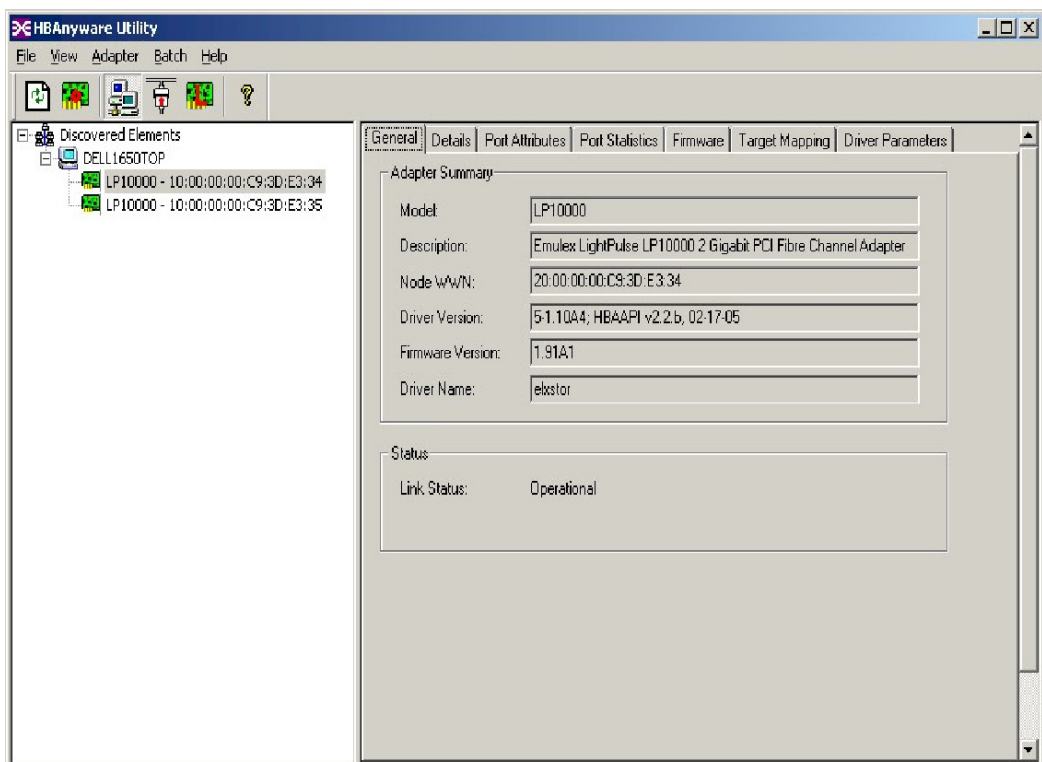 HBAnyware Utility
File View Adapter Batch Help
Discovered Elements
DELL1650TOP
LP10000 - 10:00:00:00:C9:3D:E3:34
LP10000 - 10:00:00:00:C9:3D:E3:35
General Details Port Attributes Port Statistics Firmware Target Mapping Driver Parameters
Adapter Summary
Model: LP10000
Description: Emulex LightPulse LP10000 2 Gigabit PCI Fibre Channel Adapter
Node WWN: 20:00:00:00:C9:3D:E3:34
Driver Version: 5-1.10A4; HBAAPI v2.2.b, 02-17-05
Firmware Version: 1.91A1
Driver Name: elxstor
Status
Link Status: Operational